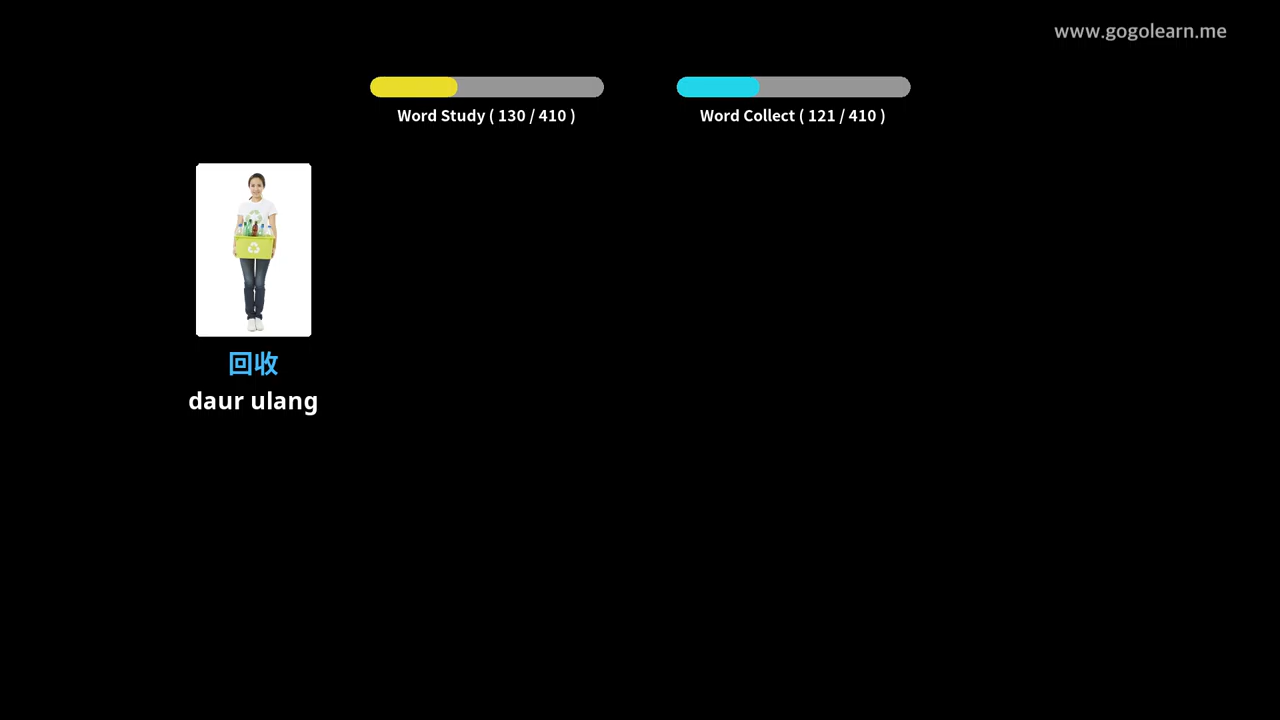 www.gogolearn.me
Word Study ( 130 / 410 )
Word Collect ( 121 / 410 )
回收
daur ulang